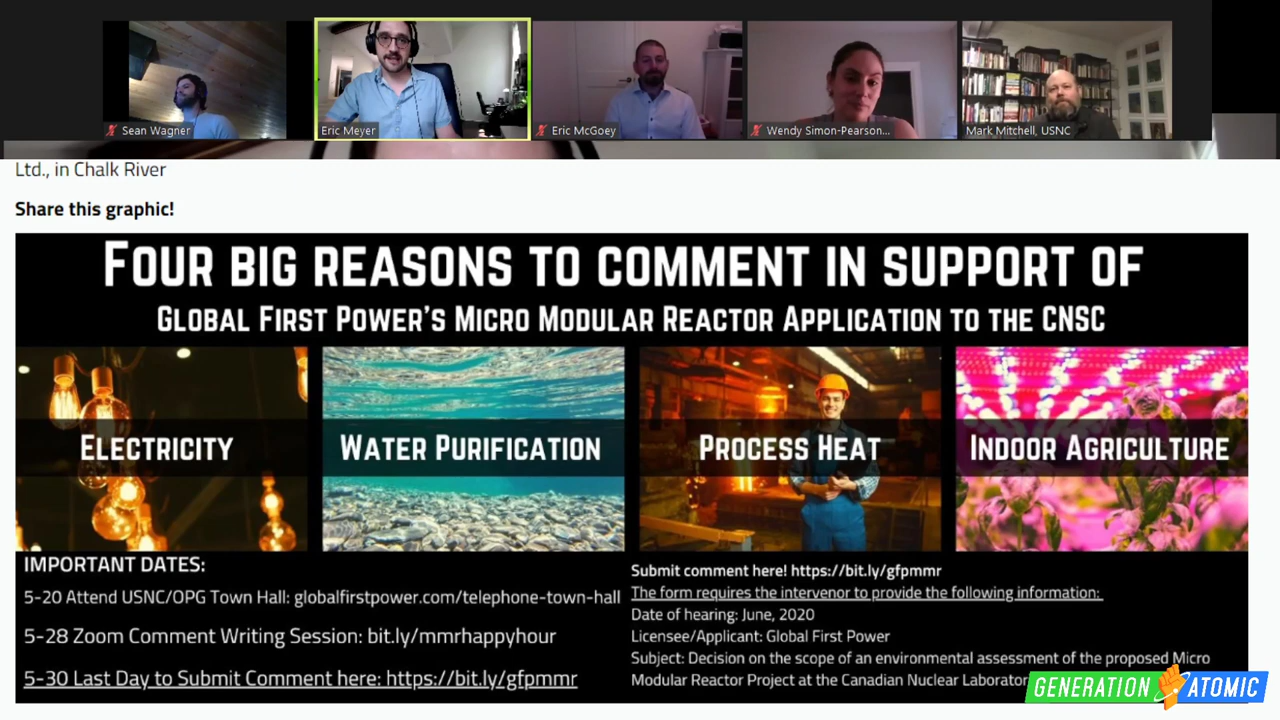 Sean Wagner
Eric Meyer
Eric McGoey
Wendy Simon-Pearson...
Mark Mitchell, USNC
Ltd., in Chalk River
Share this graphic!
FOUR BIG REASONS TO COMMENT IN SUPPORT OF
GLOBAL FIRST POWER'S MICRO MODULAR REACTOR APPLICATION TO THE CNSC
ELECTRICITY
WATER PURIFICATION
PROCESS HEAT
INDOOR AGRICULTURE
IMPORTANT DATES:
5-20 Attend USNC/OPG Town Hall: globalfirstpower.com/telephone-town-hall
5-28 Zoom Comment Writing Session: bit.ly/mmrhappyhour
5-30 Last Day to Submit Comment here: https://bit.ly/gfpmmr
Submit comment here! https://bit.ly/gfpmmr
The form requires the intervenor to provide the following information:
Date of hearing: June, 2020
Licensee/Applicant: Global First Power
Subject: Decision on the scope of an environmental assessment of the proposed Micro
Modular Reactor Project at the Canadian Nuclear
GENERATION ATOMIC